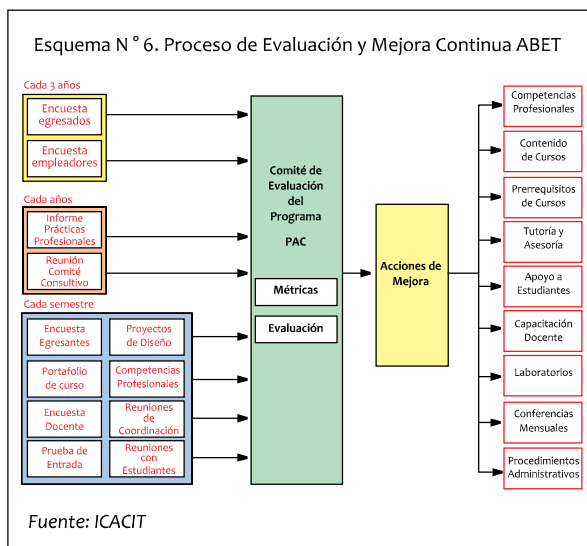 Esquema N° 6. Proceso de Evaluación y Mejora Continua ABET
Cada 3 años
Encuesta
egresados
Encuesta
empleadores
Cada años
Informe
Prácticas
Profesionales
Reunión
Comité
Consultivo
Cada semestre
Encuesta
Egresantes
Proyectos
de Diseño
Portafolio
de curso
Competencias
Profesionales
Encuesta
Docente
Reuniones
de
Coordinación
Prueba de
Entrada
Reuniones
con
Estudiantes
Comité de
Evaluación
del
Programa
PAC
Métricas
Evaluación
Acciones de
Mejora
Competencias
Profesionales
Contenido
de Cursos
Prerrequisitos
de Cursos
Tutoría y
Asesoría
Apoyo a
Estudiantes
Capacitación
Docente
Laboratorios
Conferencias
Mensuales
Procedimientos
Administrativos
Fuente: ICACIT